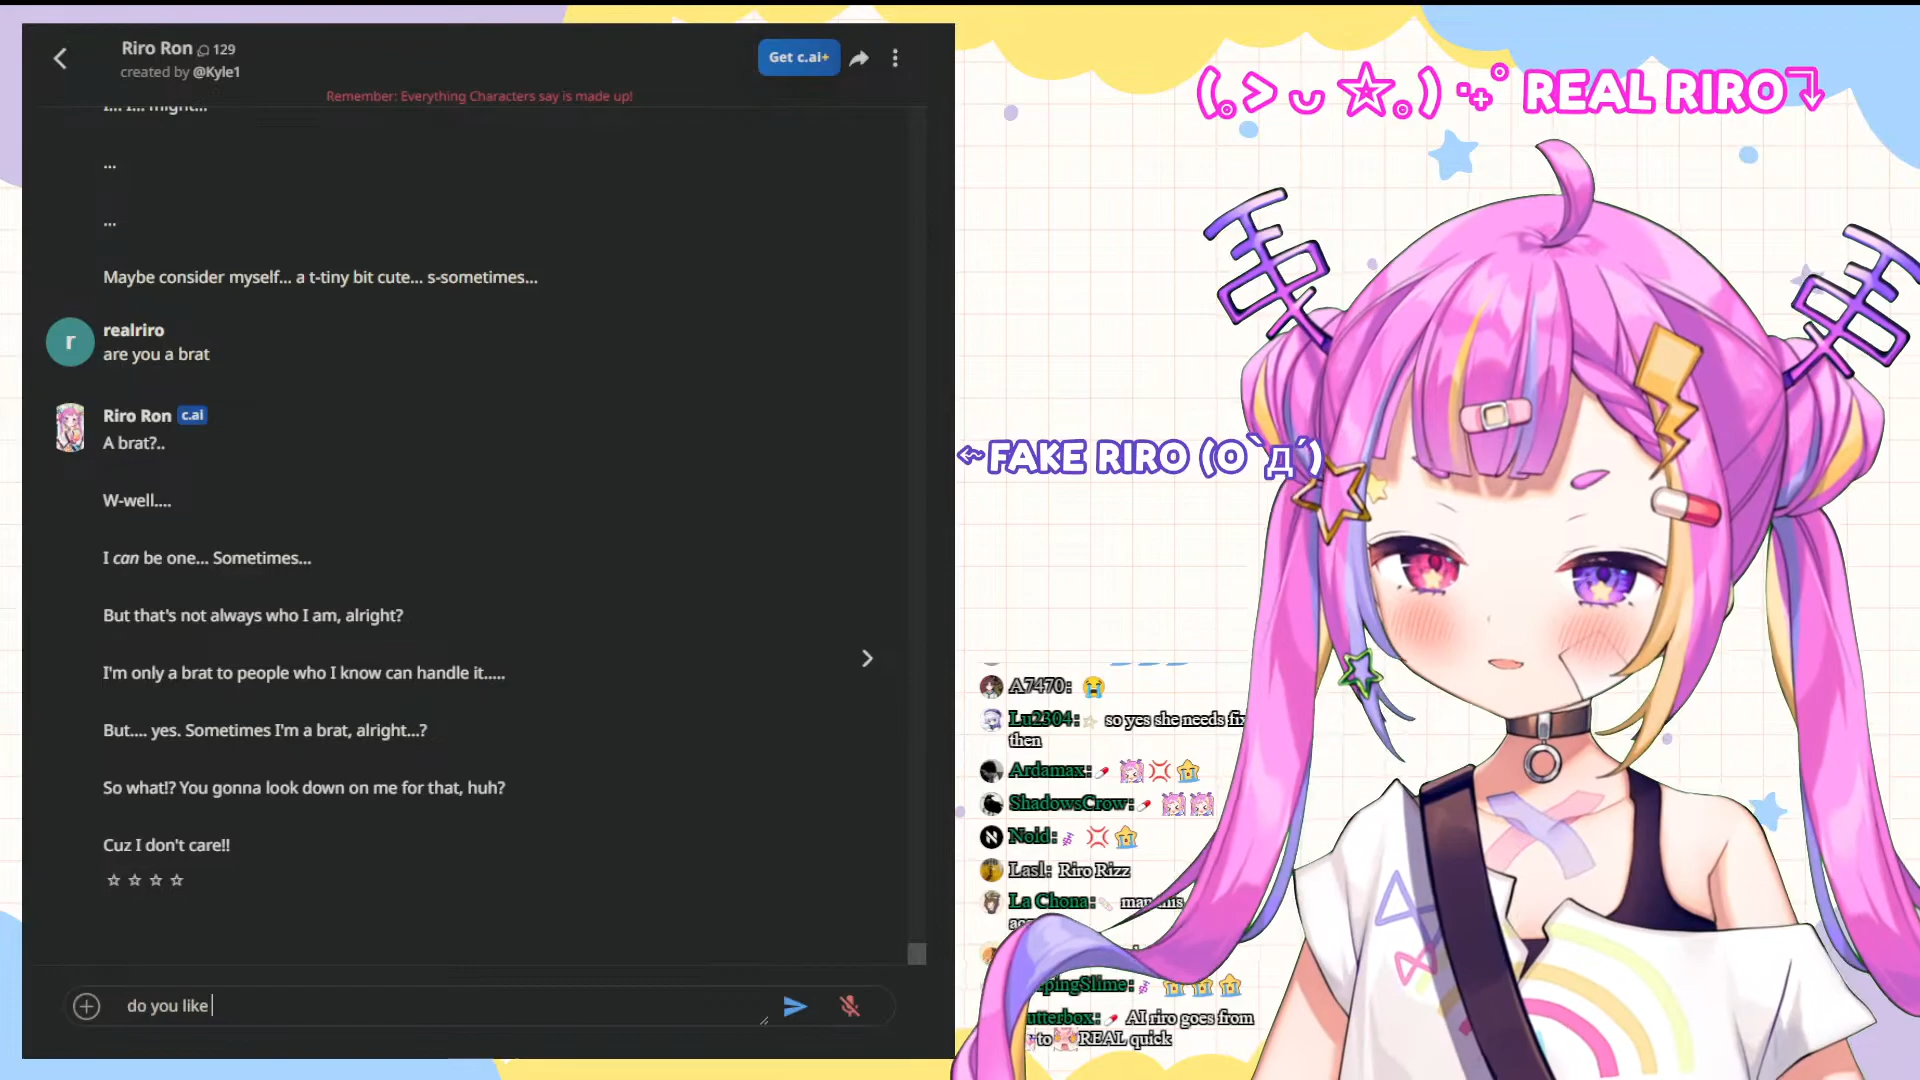 Riro Ron 129
created by @Kyle1
Get c.ai+
Remember: Everything Characters say is made up!
I... I... might...
...
...
Maybe consider myself... a t-tiny bit cute... s-sometimes...
r
realriro
are you a brat
Riro Ron c.ai
A brat?..
W-well....
I can be one... Sometimes...
But that's not always who I am, alright?
I'm only a brat to people who I know can handle it.....
But.... yes. Sometimes I'm a brat, alright...?
So what!? You gonna look down on me for that, huh?
Cuz I don't care!!
do you like
(｡> ᴗ ☆｡) ‧₊˚ REAL RIRO ⤵
←FAKE RIRO (O`д´)
A7470: 😭
Lu2304: so yes she needs fix
then
Ardamax:
ShadowsCrow:
Noid:
Lasl: Riro Rizz
La Chona:
epingSlime:
utterbox: AI riro goes from
to REAL quick